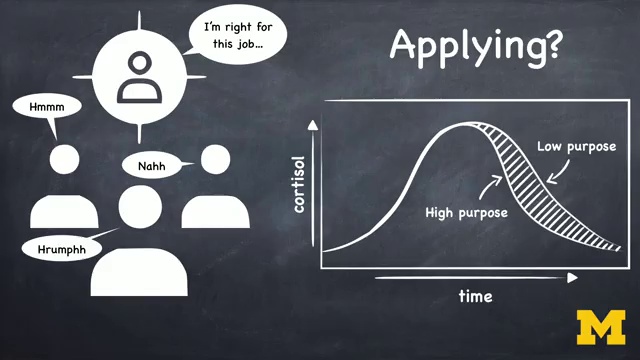 I'm right for
this job...
Applying?
Hmmm
Nahh
Hrumphh
cortisol
Low purpose
High purpose
time
M